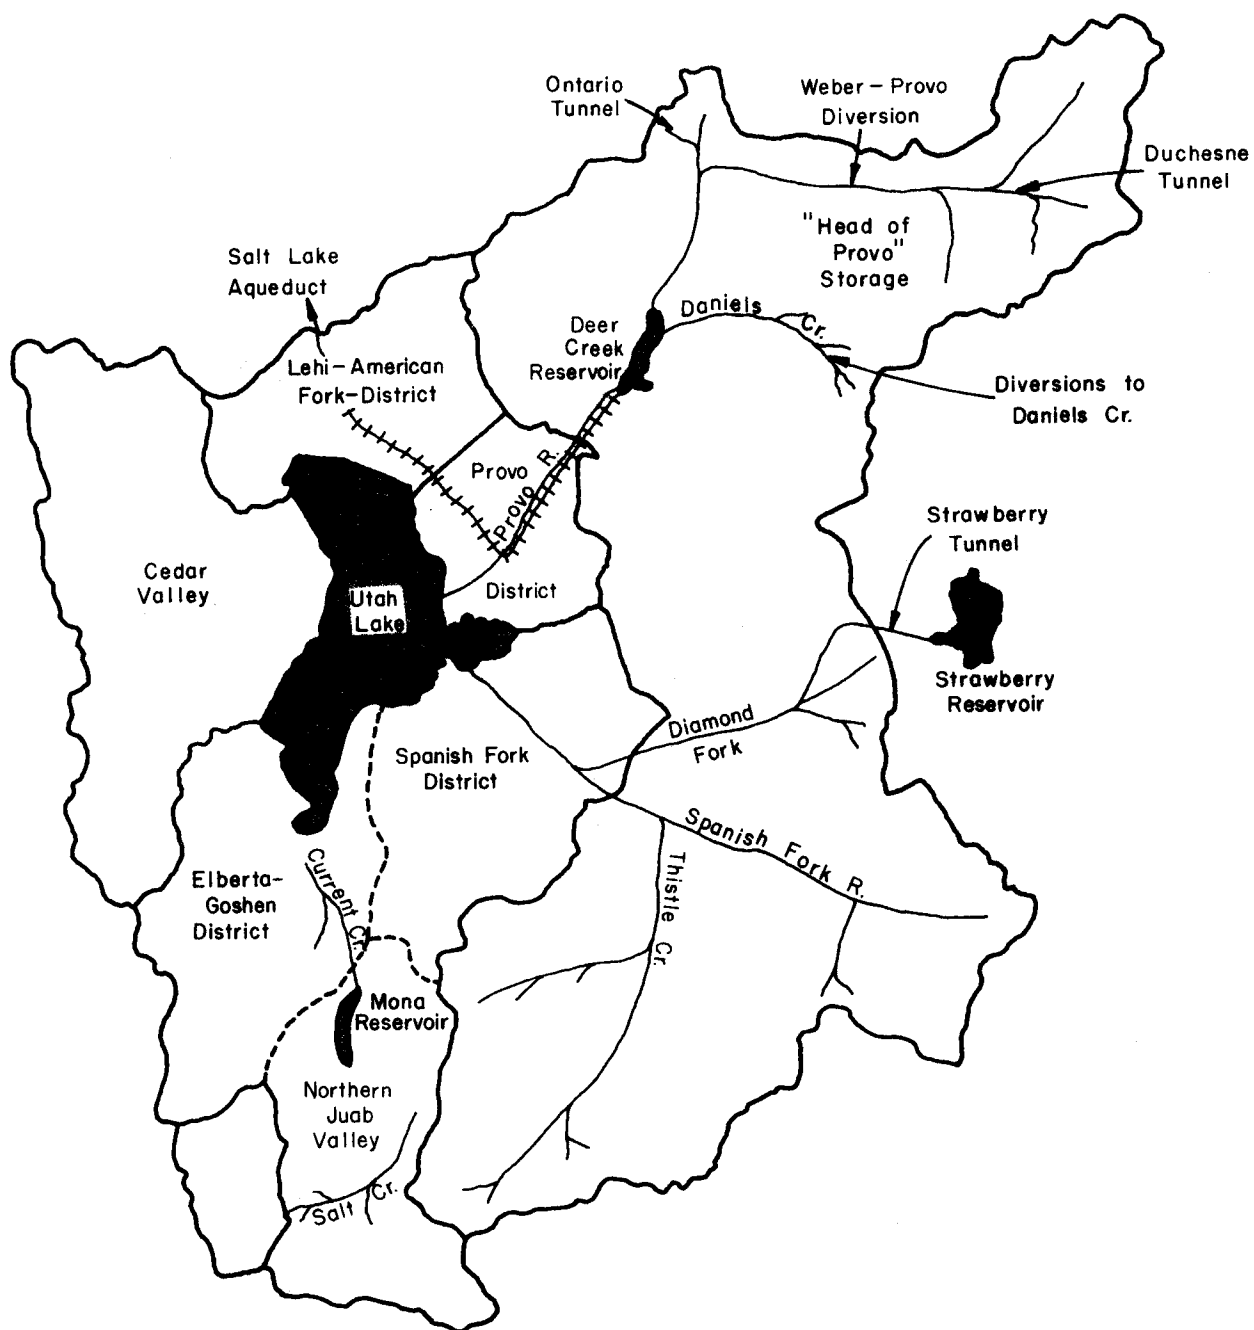 Ontario
Tunnel
Weber-Provo
Diversion
Duchesne
Tunnel
"Head of
Provo"
Storage
Salt Lake
Aqueduct
Daniels
Cr.
Deer
Creek
Reservoir
Lehi-American
Fork-District
Diversions to
Daniels Cr.
Provo
Provo R.
District
Strawberry
Tunnel
Cedar
Valley
Utah
Lake
Strawberry
Reservoir
Diamond
Fork
Spanish Fork
District
Spanish Fork R.
Thistle
Cr.
Current
Cr.
Elberta-
Goshen
District
Mona
Reservoir
Northern
Juab
Valley
Salt Cr.